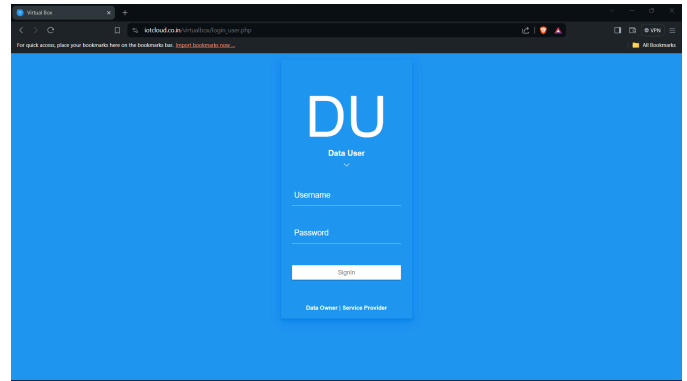 Virtual Box
iotcloud.co.in/virtualbox/login_user.php
VPN
For quick access, place your bookmarks here on the bookmarks bar. Import bookmarks now ...
All Bookmarks
DU
Data User
Username
Password
SignIn
Data Owner | Service Provider